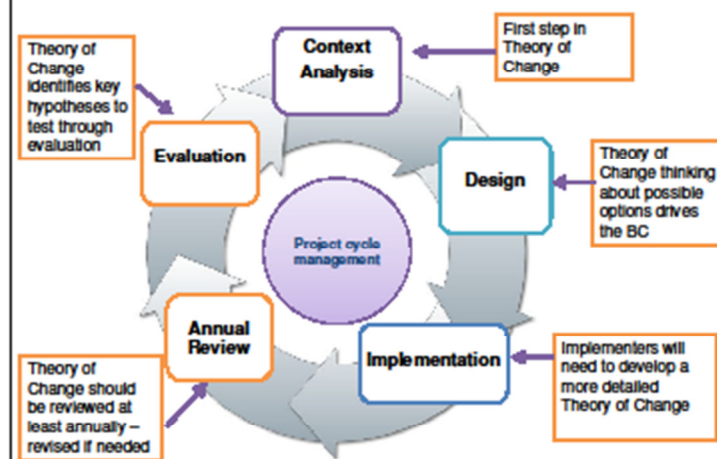 Theory of
Change
identifies key
hypotheses to
test through
evaluation
Context
Analysis
First step in
Theory of
Change
Evaluation
Design
Theory of
Change thinking
about possible
options drives
the BC
Project cycle
management
Annual
Review
Implementation
Implementers will
need to develop a
more detailed
Theory of Change
Theory of
Change should
be reviewed at
least annually –
revised if needed